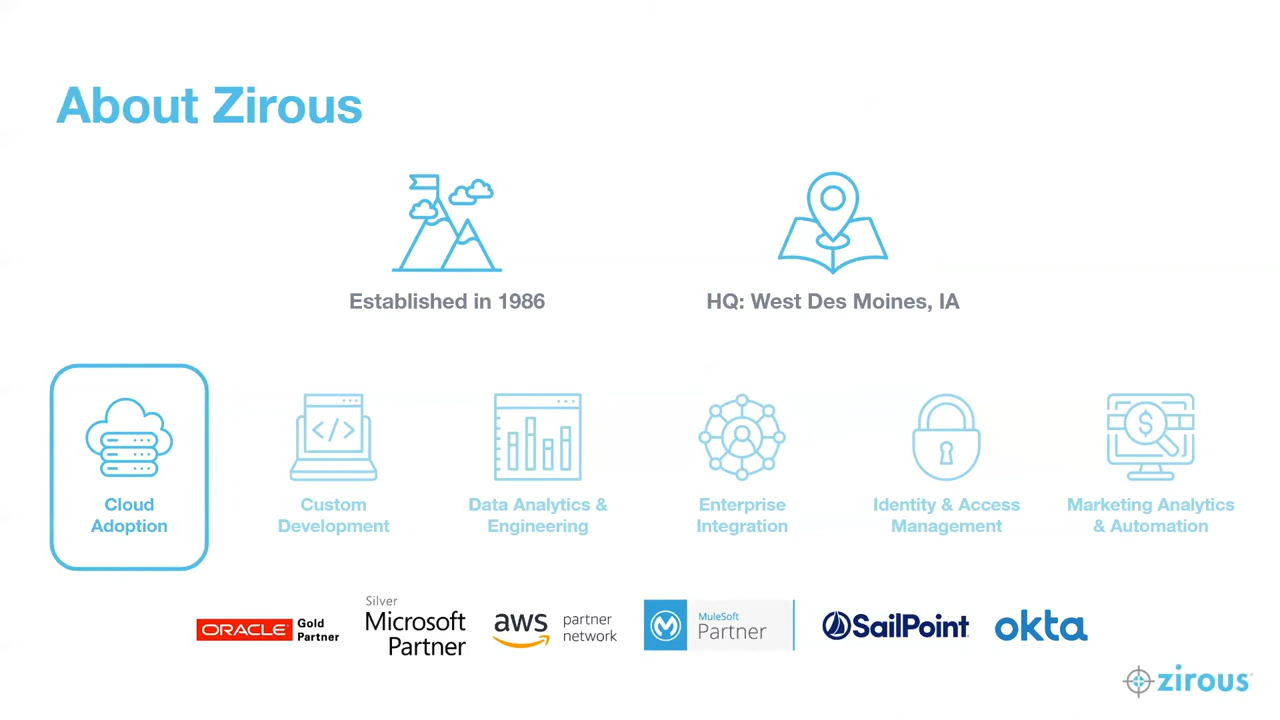 About Zirous
Established in 1986
HQ: West Des Moines, IA
Cloud
Adoption
Custom
Development
Data Analytics &
Engineering
Enterprise
Integration
Identity & Access
Management
Marketing Analytics
& Automation
ORACLE Gold
Partner
Silver
Microsoft
Partner
aws partner
network
MuleSoft
Partner
SailPoint
okta
zirous